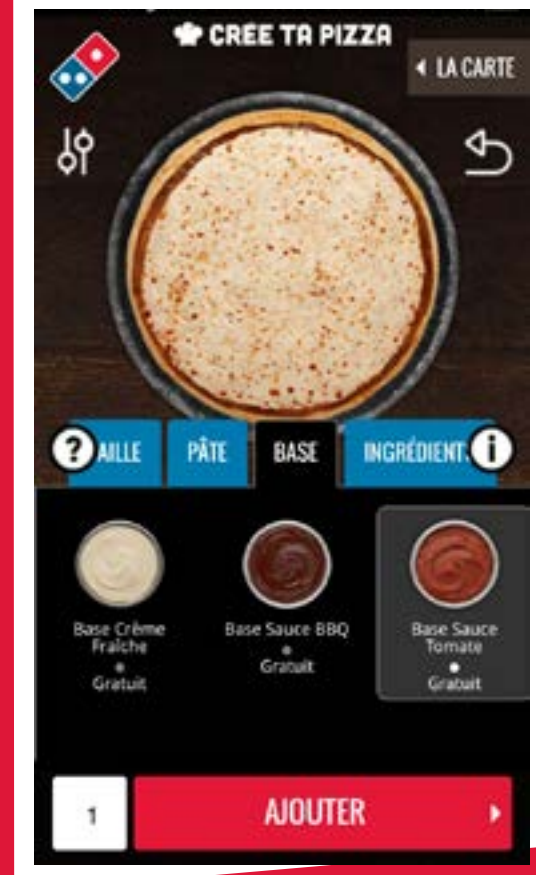 CRÉE TA PIZZA
LA CARTE
? AILLE
PÂTE
BASE
INGRÉDIENT
i
Base Crème
Fraîche
Gratuit
Base Sauce BBQ
Gratuit
Base Sauce
Tomate
Gratuit
1
AJOUTER